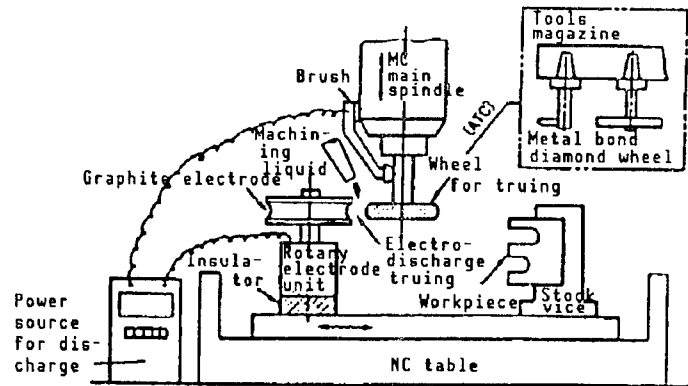 Tools
magazine
MC
main
spindle
Brush
(ATC)
Machin-
ing
liquid
Metal bond
diamond wheel
Graphite electrode
Wheel
for truing
Electro-
discharge
truing
Insula-
tor
Rotary
electrode
unit
Workpiece
Stock
vice
Power
source
for dis-
charge
NC table